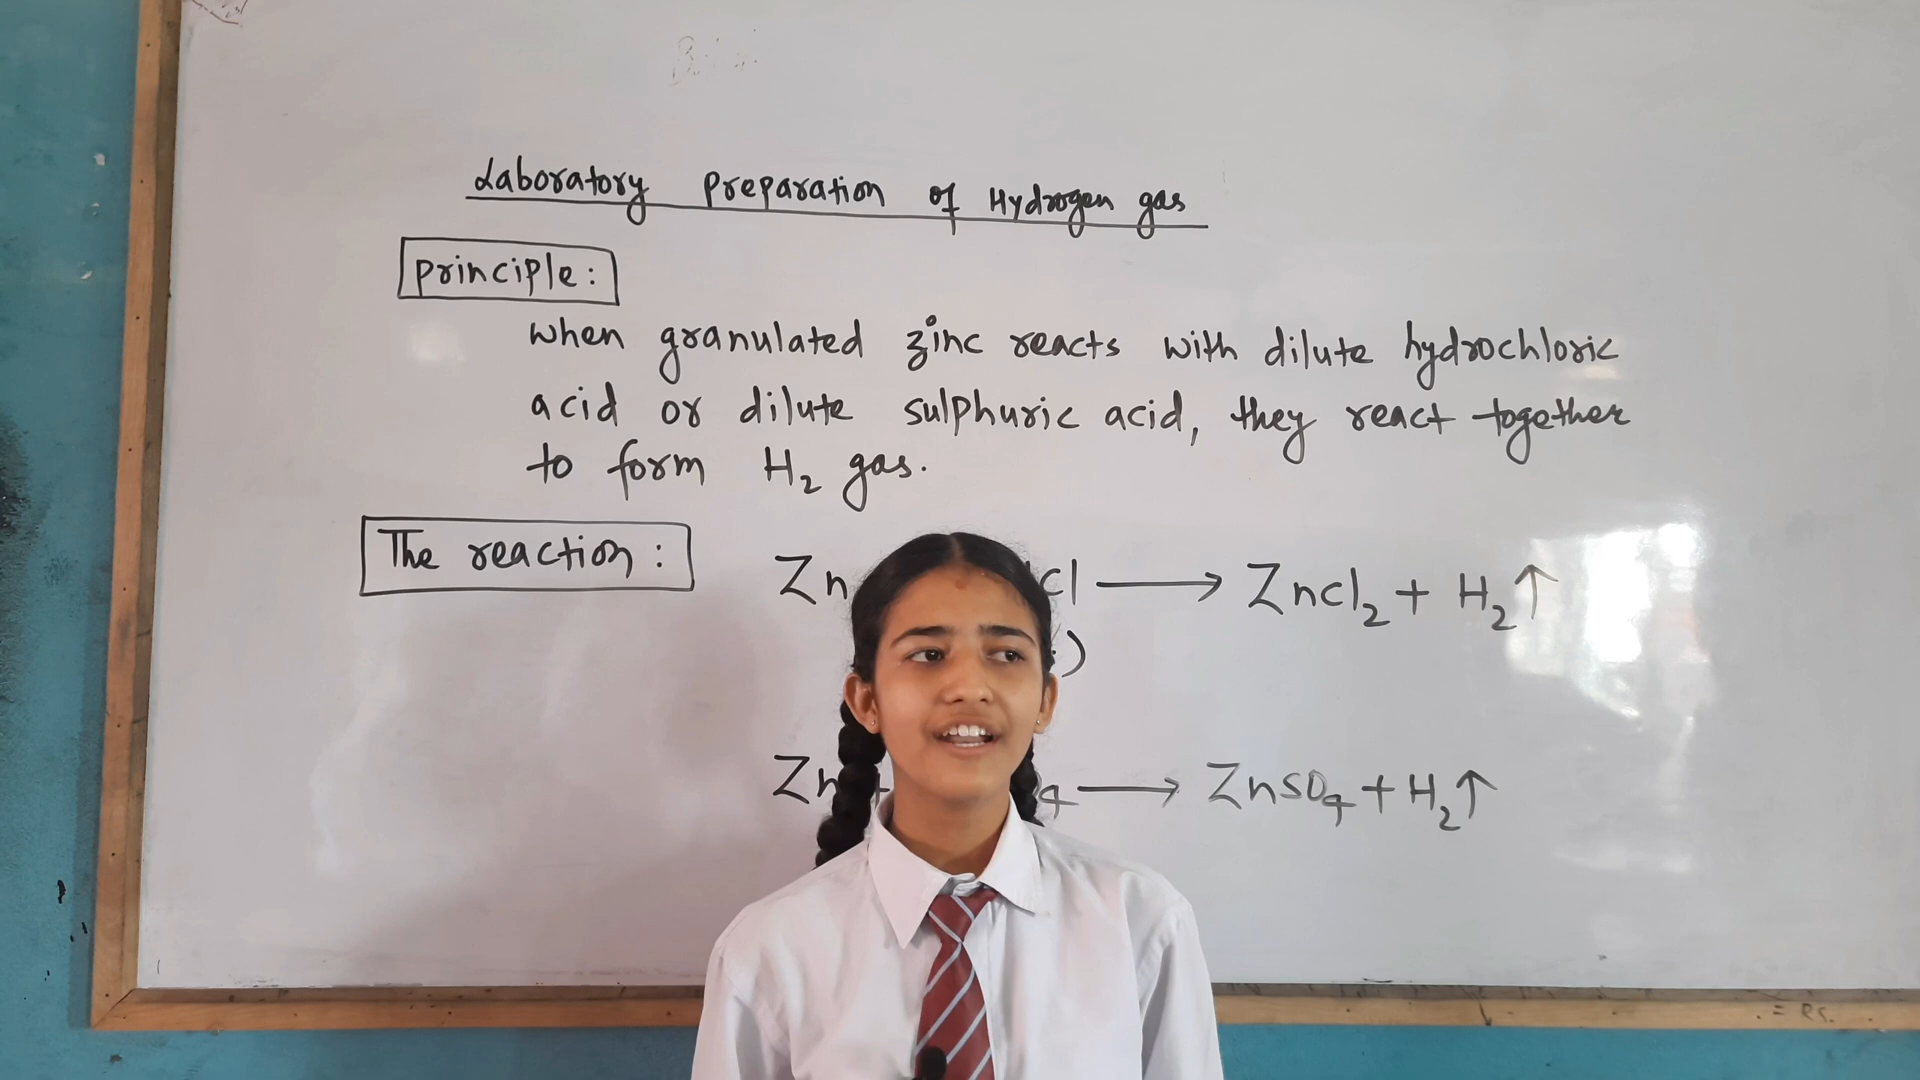 Laboratory preparation of Hydrogen gas
principle:
when granulated zinc reacts with dilute hydrochloric
acid or dilute sulphuric acid, they react together
to form H₂ gas.
The reaction: Zn cl ⟶ Zncl₂ + H₂↑
)
Zn + 4 ⟶ ZnSO₄ + H₂↑